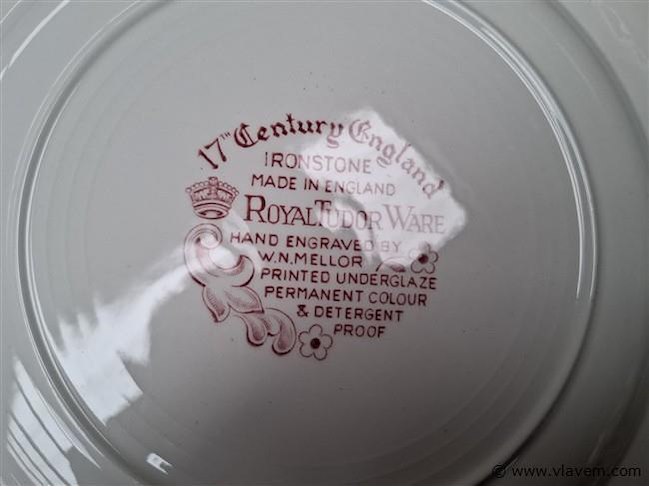 17TH Century England
IRONSTONE
MADE IN ENGLAND
ROYAL TUDOR WARE
HAND ENGRAVED BY
W.N.MELLOR
PRINTED UNDERGLAZE
PERMANENT COLOUR
& DETERGENT
PROOF
© www.vlavem.com